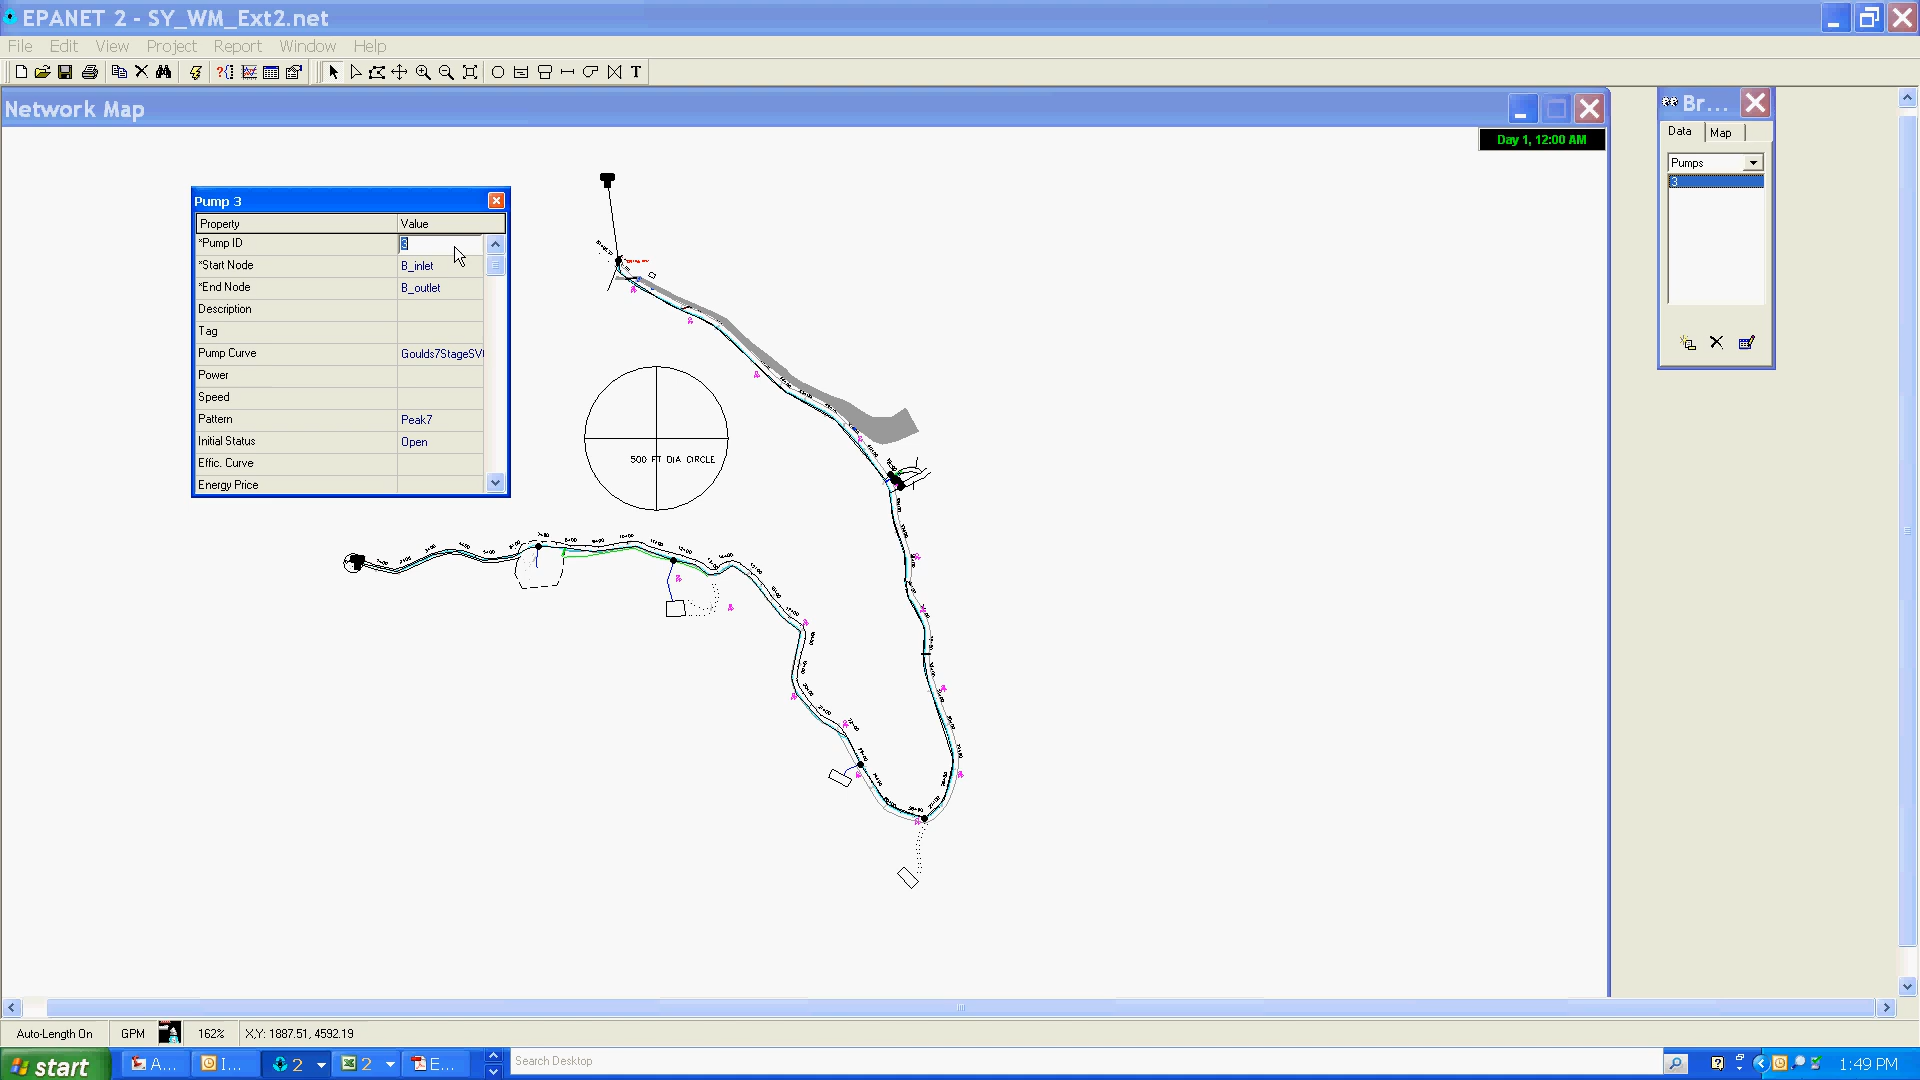 EPANET 2 - SY_WM_Ext2.net
File Edit View Project Report Window Help
T
Network Map
Day 1, 12:00 AM
Br...
Data Map
Pumps
3
Pump 3
Property Value
*Pump ID 3
*Start Node B_inlet
*End Node B_outlet
Description
Tag
Pump Curve Goulds7StageSV
Power
Speed
Pattern Peak7
Initial Status Open
Effic. Curve
Energy Price
500 FT DIA CIRCLE
Auto-Length On GPM 162% X,Y: 1887.51, 4592.19
start A... I... 2 2 E... Search Desktop 1:49 PM